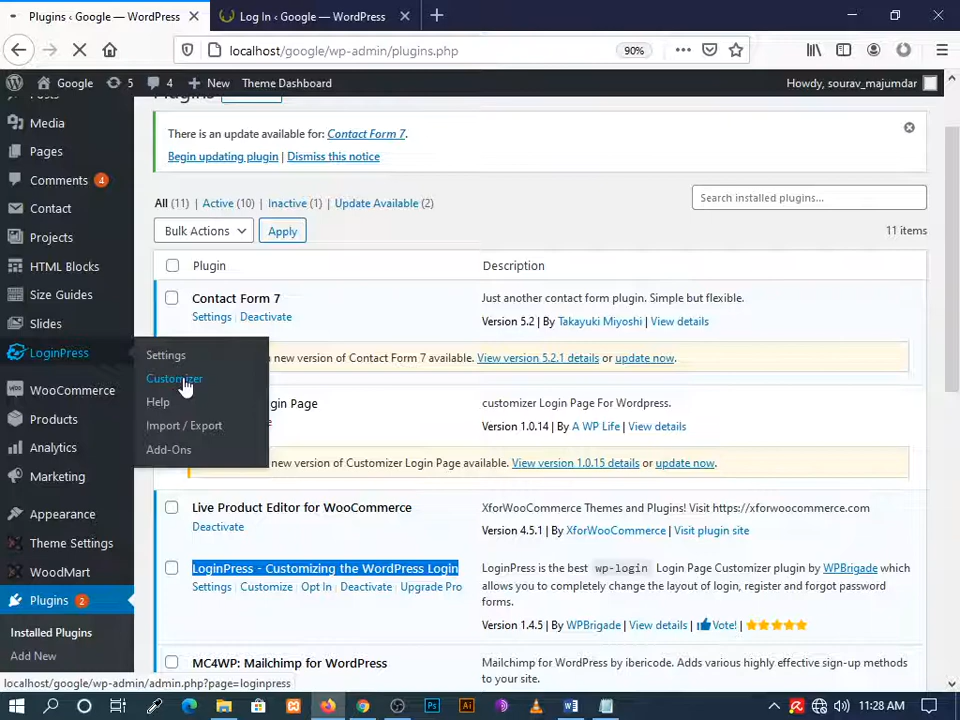 Plugins ‹ Google — WordPress
Log In ‹ Google — WordPress
localhost/google/wp-admin/plugins.php
90%
Google
5
4
New
Theme Dashboard
Howdy, sourav_majumdar
Posts
Media
Pages
Comments 4
Contact
Projects
HTML Blocks
Size Guides
Slides
LoginPress
WooCommerce
Products
Analytics
Marketing
Appearance
Theme Settings
WoodMart
Plugins 2
Installed Plugins
Add New
Settings
Customizer
Help
Import / Export
Add-Ons
Plugins
There is an update available for: Contact Form 7.
Begin updating plugin | Dismiss this notice
All (11) | Active (10) | Inactive (1) | Update Available (2)
Search installed plugins...
Bulk Actions
Apply
11 items
Plugin
Description
Contact Form 7
Settings | Deactivate
Just another contact form plugin. Simple but flexible.
Version 5.2 | By Takayuki Miyoshi | View details
new version of Contact Form 7 available. View version 5.2.1 details or update now.
gin Page
customizer Login Page For Wordpress.
Version 1.0.14 | By A WP Life | View details
new version of Customizer Login Page available. View version 1.0.15 details or update now.
Live Product Editor for WooCommerce
Deactivate
XforWooCommerce Themes and Plugins! Visit https://xforwoocommerce.com
Version 4.5.1 | By XforWooCommerce | Visit plugin site
LoginPress - Customizing the WordPress Login
Settings | Customize | Opt In | Deactivate | Upgrade Pro
LoginPress is the best wp-login Login Page Customizer plugin by WPBrigade which
allows you to completely change the layout of login, register and forgot password
forms.
Version 1.4.5 | By WPBrigade | View details | Vote!
MC4WP: Mailchimp for WordPress
Mailchimp for WordPress by ibericode. Adds various highly effective sign-up methods
to your site.
localhost/google/wp-admin/admin.php?page=loginpress
11:28 AM